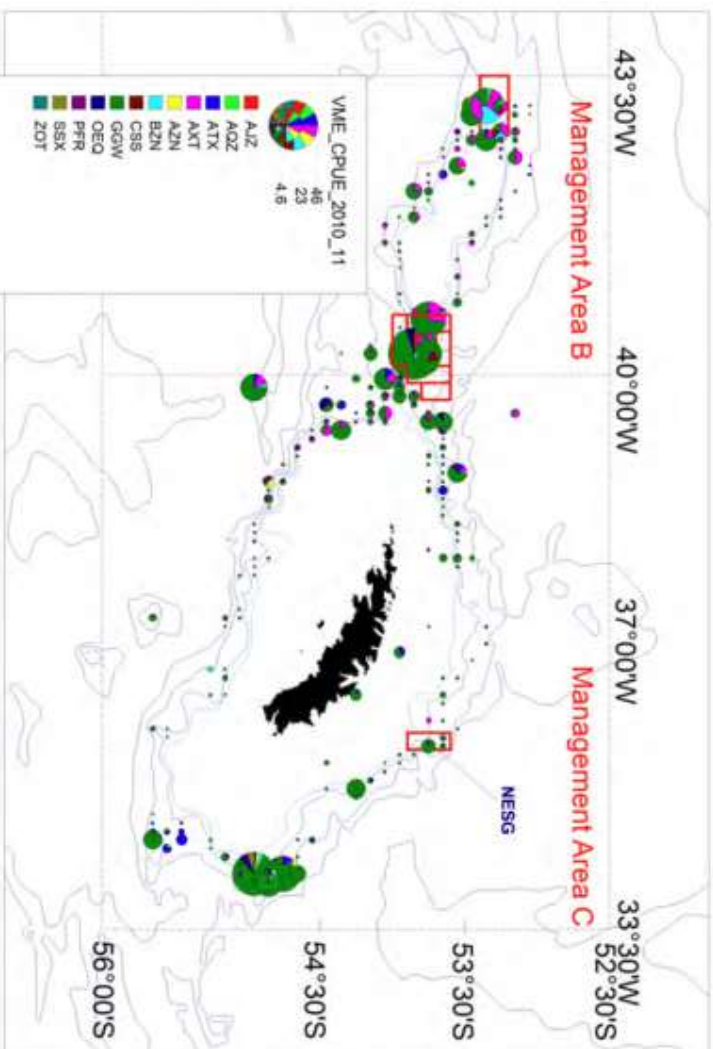 43°30'W
40°00'W
37°00'W
33°30'W
Management Area B
Management Area C
NESG
52°30'S
53°30'S
54°30'S
56°00'S
VME_CPUE_2010_11
46
23
4.6
AJZ
AQZ
ATX
AXT
AZN
BZN
CSS
GGW
OEQ
PFR
SSX
ZOT